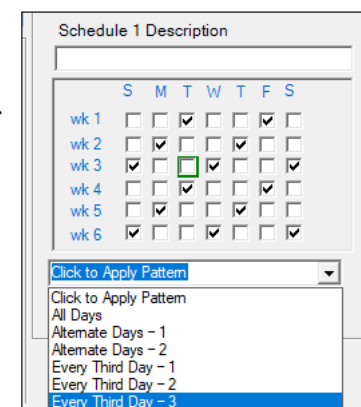 Schedule 1 Description
S M T W T F S
wk 1
wk 2
wk 3
wk 4
wk 5
wk 6
Click to Apply Pattern
Click to Apply Pattern
All Days
Alternate Days – 1
Alternate Days – 2
Every Third Day – 1
Every Third Day – 2
Every Third Day – 3